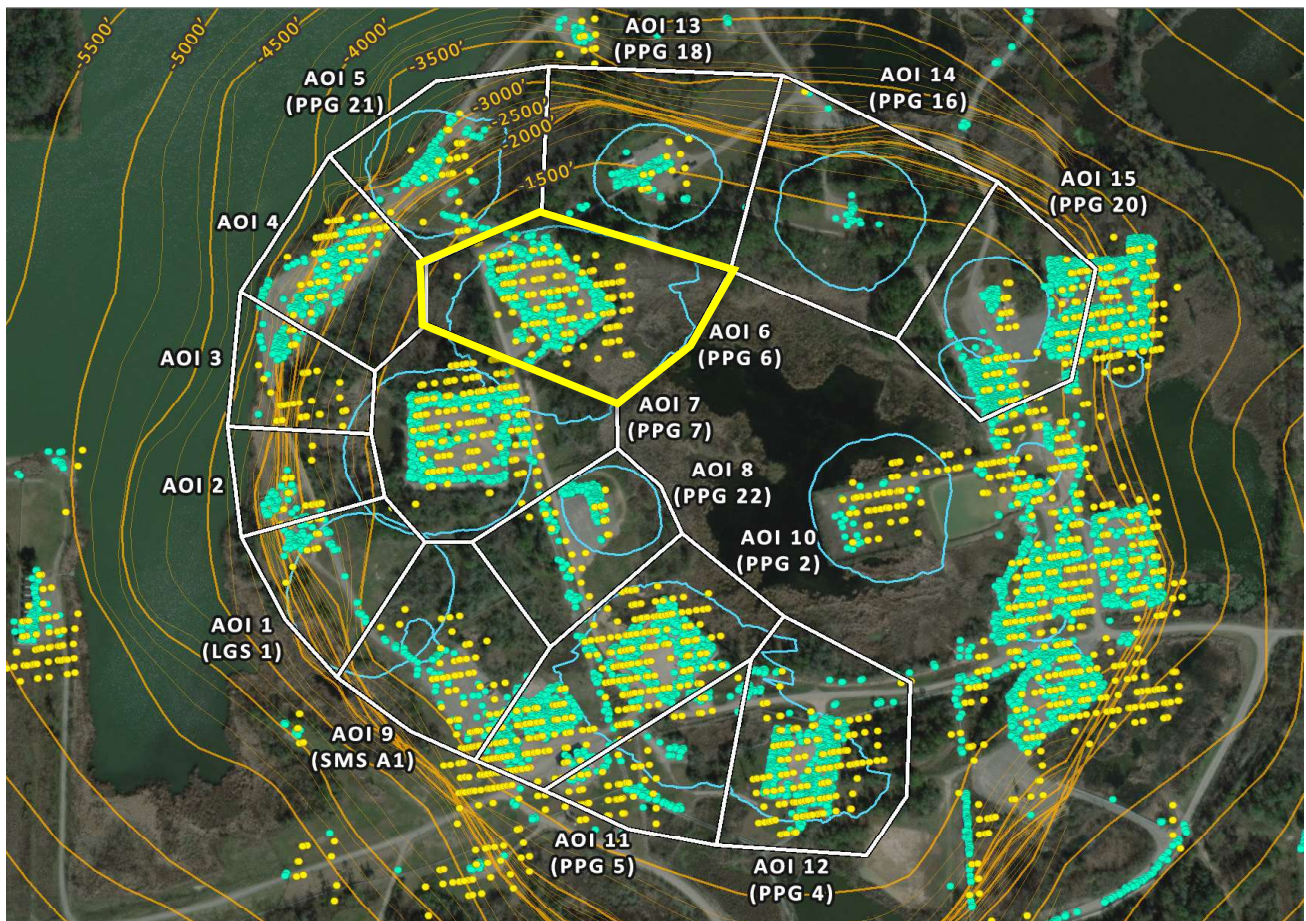 -5500'
-5000'
-4500'
-4000'
-3500'
-3000'
-2500'
-2000'
-1500'
AOI 13
(PPG 18)
AOI 5
(PPG 21)
AOI 14
(PPG 16)
AOI 15
(PPG 20)
AOI 4
AOI 3
AOI 6
(PPG 6)
AOI 7
(PPG 7)
AOI 8
(PPG 22)
AOI 2
AOI 10
(PPG 2)
AOI 1
(LGS 1)
AOI 9
(SMS A1)
AOI 11
(PPG 5)
AOI 12
(PPG 4)